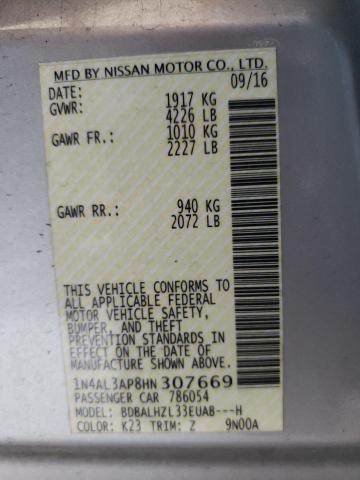 MFD BY NISSAN MOTOR CO., LTD.
DATE: 09/16
GVWR: 1917 KG
4226 LB
GAWR FR.: 1010 KG
2227 LB
GAWR RR.: 940 KG
2072 LB
THIS VEHICLE CONFORMS TO
ALL APPLICABLE FEDERAL
MOTOR VEHICLE SAFETY,
BUMPER, AND THEFT
PREVENTION STANDARDS IN
EFFECT ON THE DATE OF
MANUFACTURE SHOWN ABOVE.
1N4AL3AP8HN307669
PASSENGER CAR 786054
MODEL: BDBALHZL33EUAB---H
COLOR: K23 TRIM: Z 9N00A